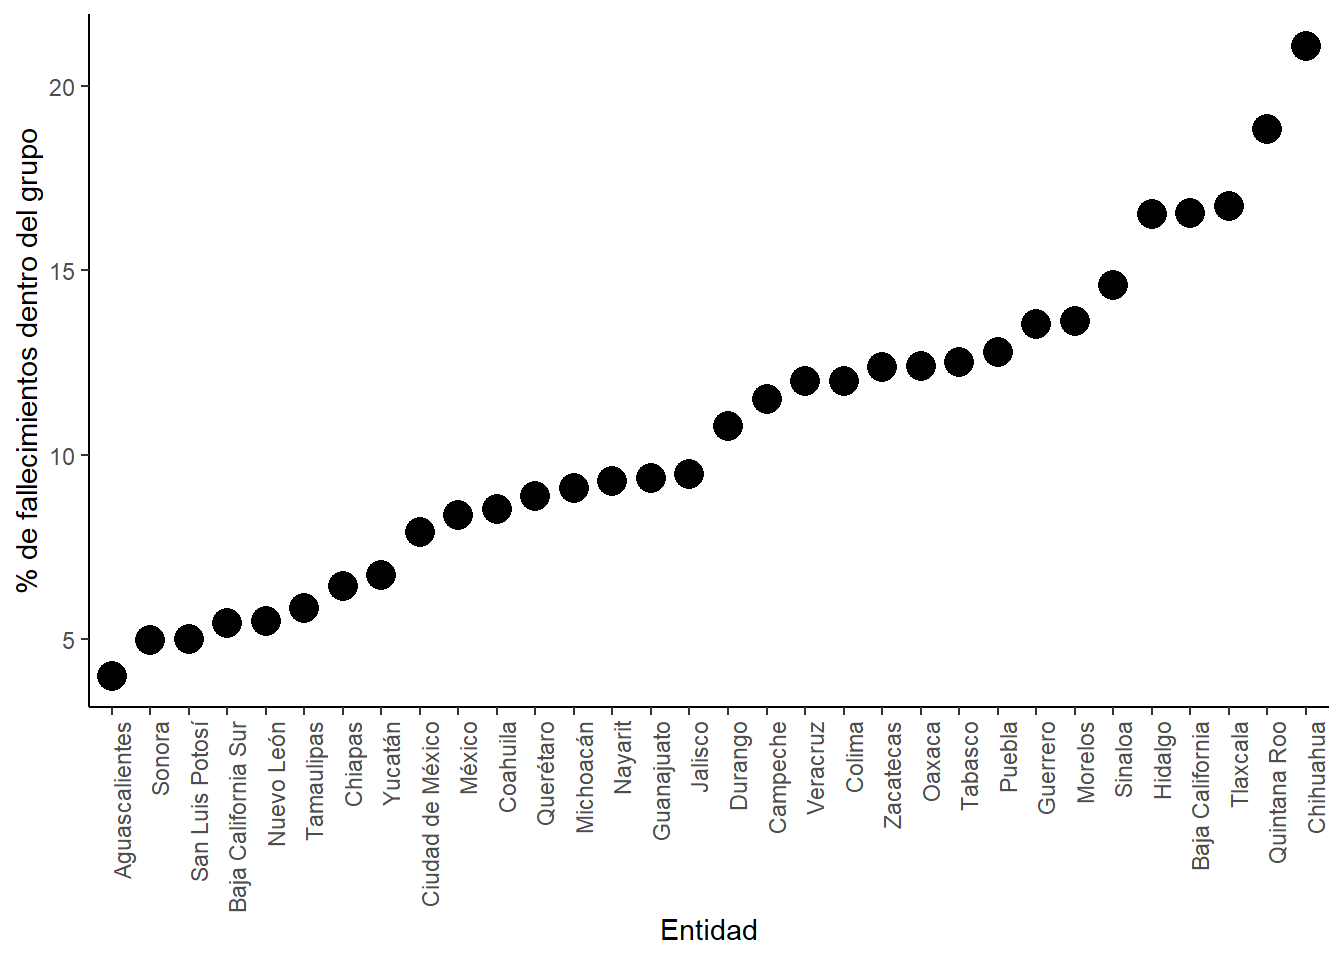 % de fallecimientos dentro del grupo
20
15
10
5
Aguascalientes
Sonora
San Luis Potosí
Baja California Sur
Nuevo León
Tamaulipas
Chiapas
Yucatán
Ciudad de México
México
Coahuila
Querétaro
Michoacán
Nayarit
Guanajuato
Jalisco
Durango
Campeche
Veracruz
Colima
Zacatecas
Oaxaca
Tabasco
Puebla
Guerrero
Morelos
Sinaloa
Hidalgo
Baja California
Tlaxcala
Quintana Roo
Chihuahua
Entidad